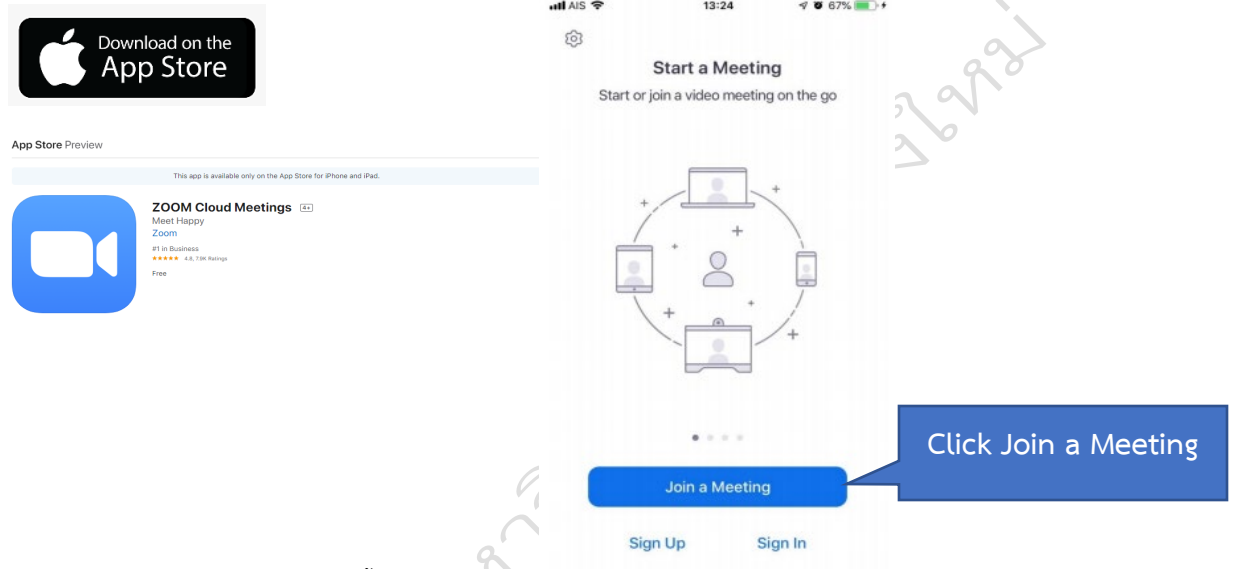 Download on the
App Store
App Store Preview
This app is available only on the App Store for iPhone and iPad.
ZOOM Cloud Meetings 4+
Meet Happy
Zoom
#1 in Business
★★★★★ 4.8, 7.9K Ratings
Free
AIS 13:24 67%
Start a Meeting
Start or join a video meeting on the go
Join a Meeting
Sign Up Sign In
Click Join a Meeting